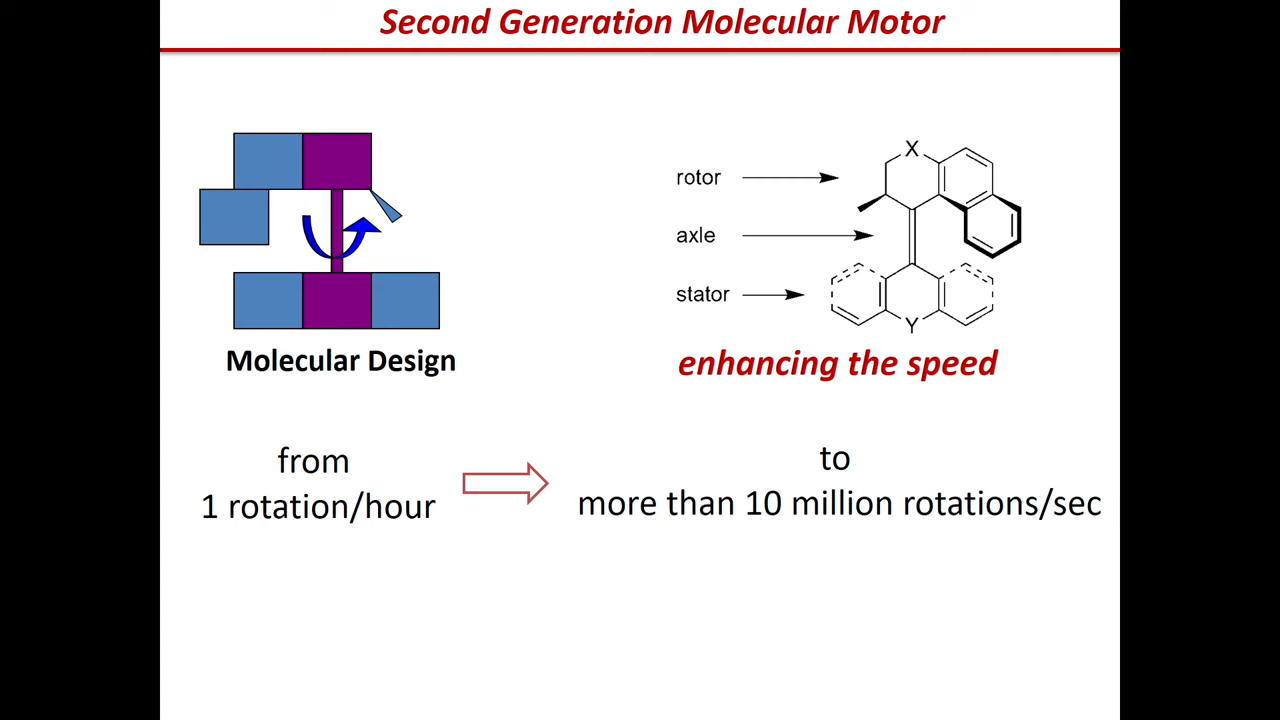 Second Generation Molecular Motor
X
rotor
axle
stator
Y
Molecular Design
enhancing the speed
from
1 rotation/hour
to
more than 10 million rotations/sec